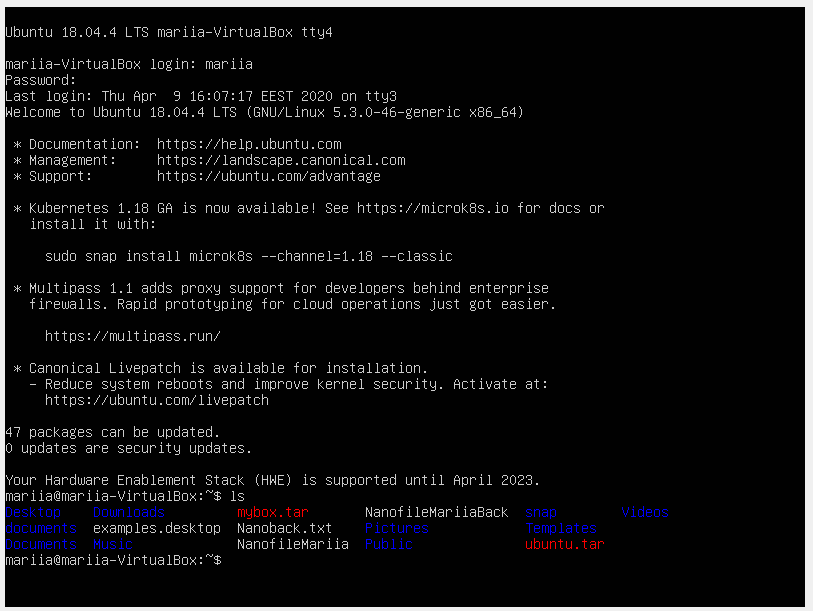 Ubuntu 18.04.4 LTS mariia-VirtualBox tty4
mariia-VirtualBox login: mariia
Password:
Last login: Thu Apr  9 16:07:17 EEST 2020 on tty3
Welcome to Ubuntu 18.04.4 LTS (GNU/Linux 5.3.0-46-generic x86_64)
 * Documentation:  https://help.ubuntu.com
 * Management:     https://landscape.canonical.com
 * Support:        https://ubuntu.com/advantage
 * Kubernetes 1.18 GA is now available! See https://microk8s.io for docs or
   install it with:
     sudo snap install microk8s --channel=1.18 --classic
 * Multipass 1.1 adds proxy support for developers behind enterprise
   firewalls. Rapid prototyping for cloud operations just got easier.
     https://multipass.run/
 * Canonical Livepatch is available for installation.
   - Reduce system reboots and improve kernel security. Activate at:
     https://ubuntu.com/livepatch
47 packages can be updated.
0 updates are security updates.
Your Hardware Enablement Stack (HWE) is supported until April 2023.
mariia@mariia-VirtualBox:~$ ls
Desktop    Downloads         mybox.tar       NanofileMariiaBack  snap        Videos
documents  examples.desktop  Nanoback.txt    Pictures            Templates
Documents  Music             NanofileMariia  Public              ubuntu.tar
mariia@mariia-VirtualBox:~$